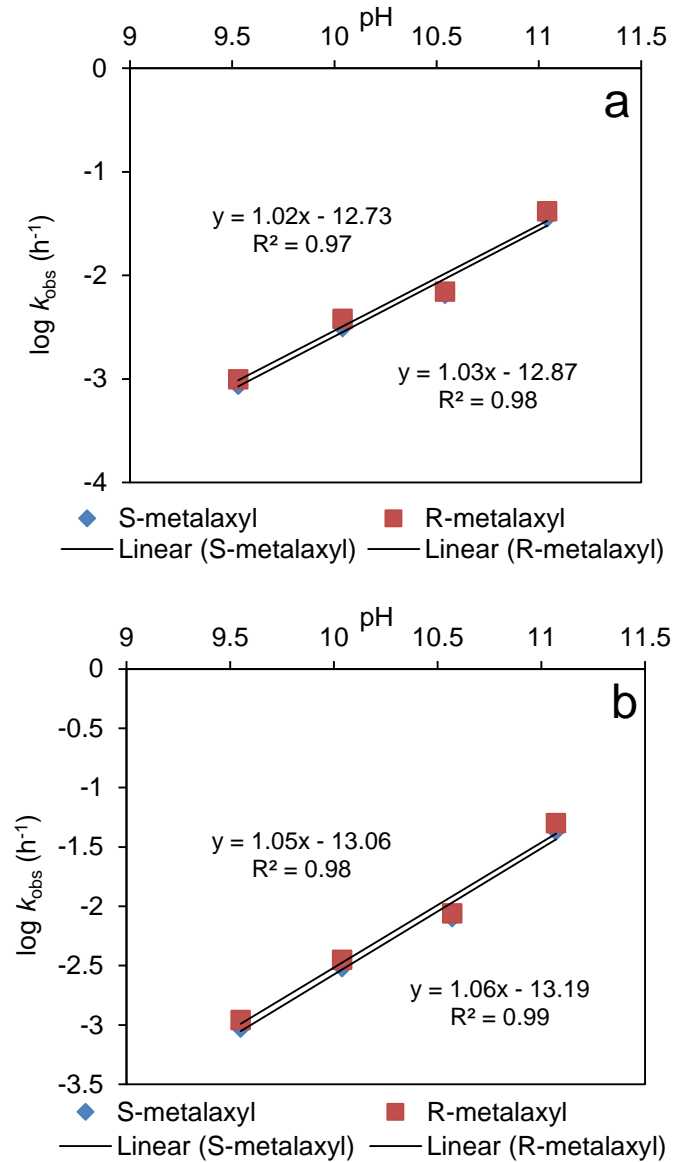 pH
9 9.5 10 10.5 11 11.5
0
a
-1
y = 1.02x - 12.73
R² = 0.97
-2
log kobs (h-1)
-3
y = 1.03x - 12.87
R² = 0.98
-4
S-metalaxyl R-metalaxyl
Linear (S-metalaxyl) Linear (R-metalaxyl)
pH
9 9.5 10 10.5 11 11.5
0
b
-0.5
-1
y = 1.05x - 13.06
R² = 0.98
-1.5
log kobs (h-1)
-2
-2.5
y = 1.06x - 13.19
R² = 0.99
-3
-3.5
S-metalaxyl R-metalaxyl
Linear (S-metalaxyl) Linear (R-metalaxyl)